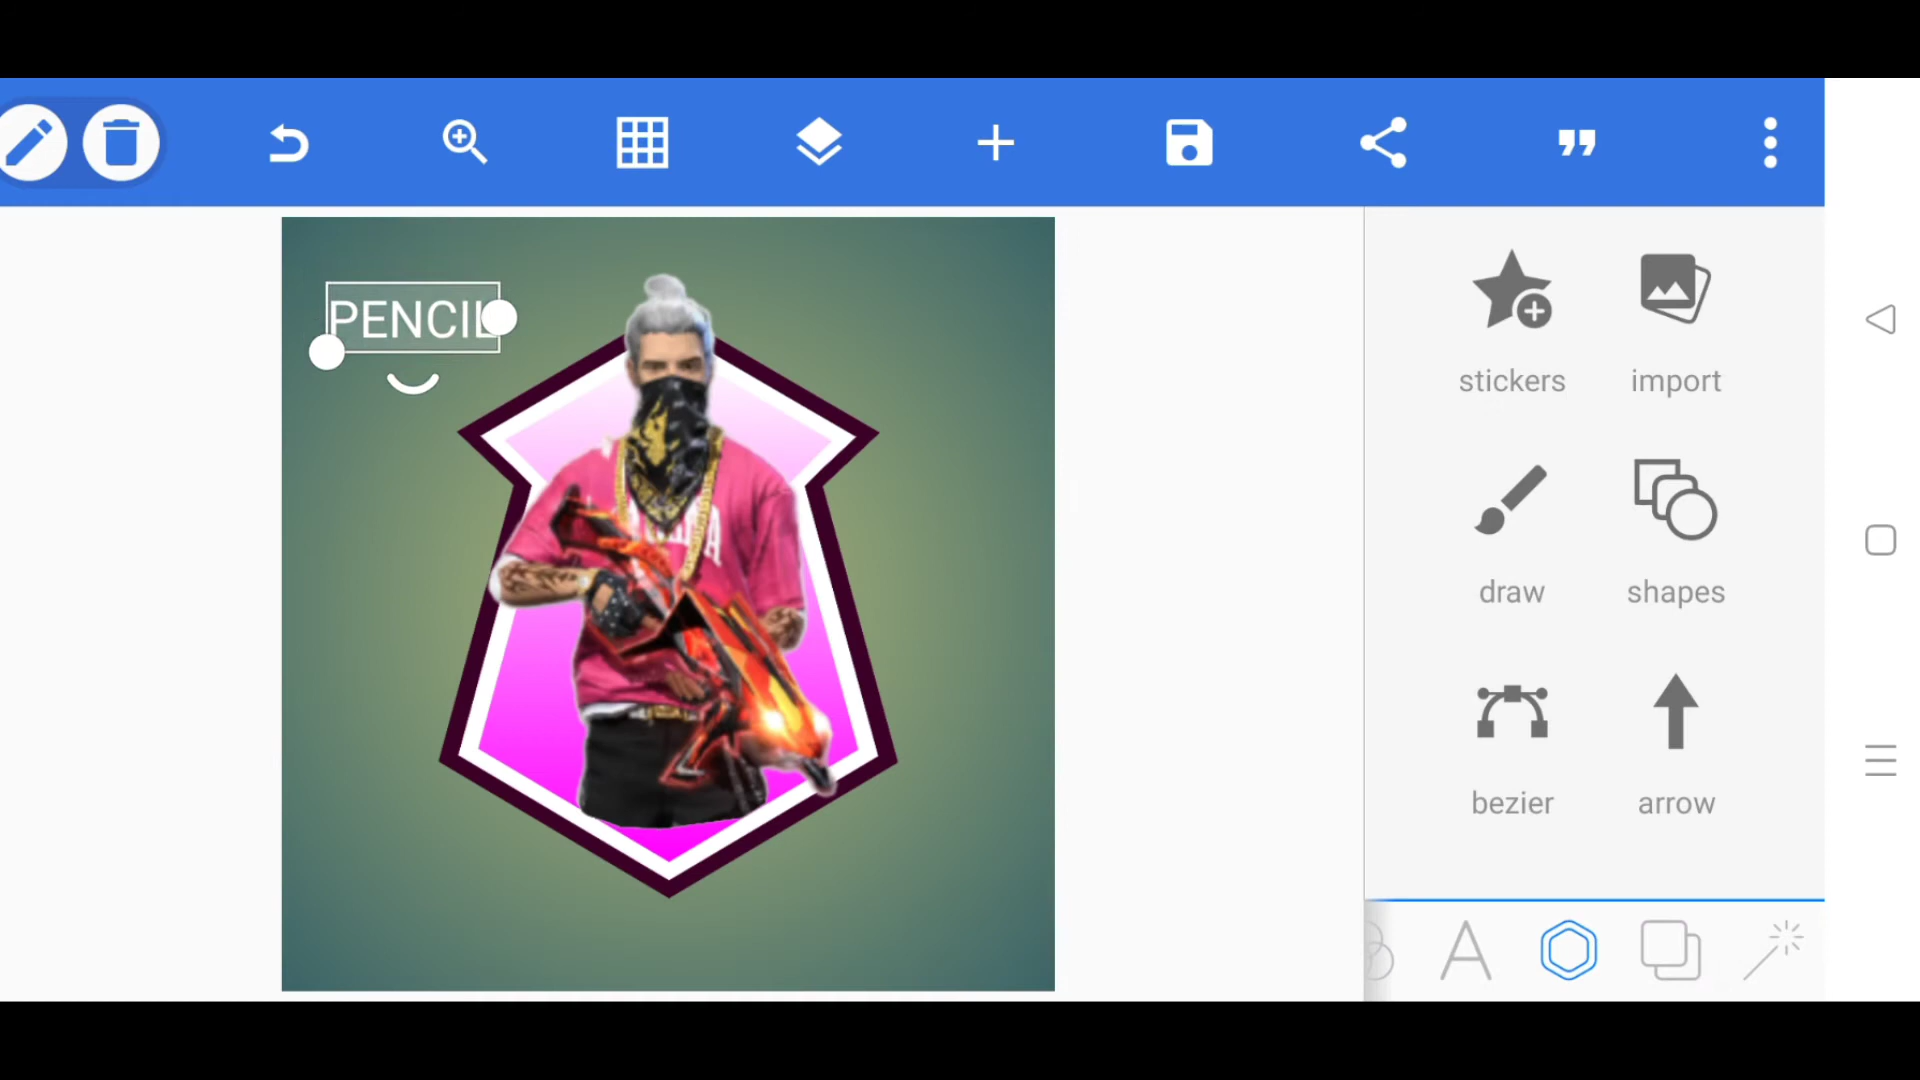 PENCIL
stickers
import
draw
shapes
bezier
arrow